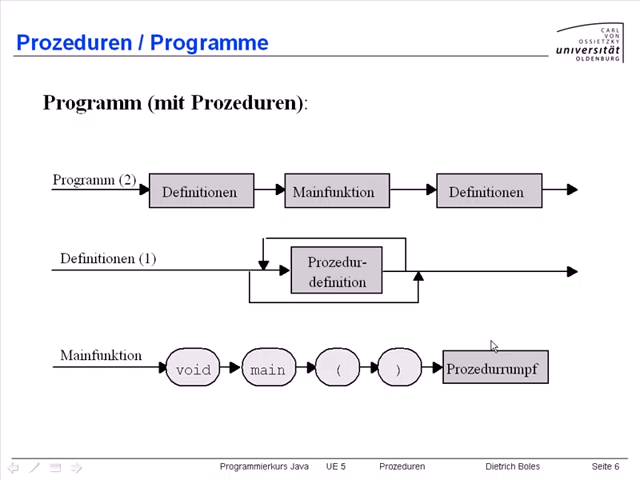 Prozeduren / Programme
CARL
VON
OSSIETZKY
universität
OLDENBURG
Programm (mit Prozeduren):
Programm (2)
Definitionen
Mainfunktion
Definitionen
Definitionen (1)
Prozedur-
definition
Mainfunktion
void
main
(
)
Prozedurrumpf
Programmierkurs Java UE 5 Prozeduren Dietrich Boles Seite 6